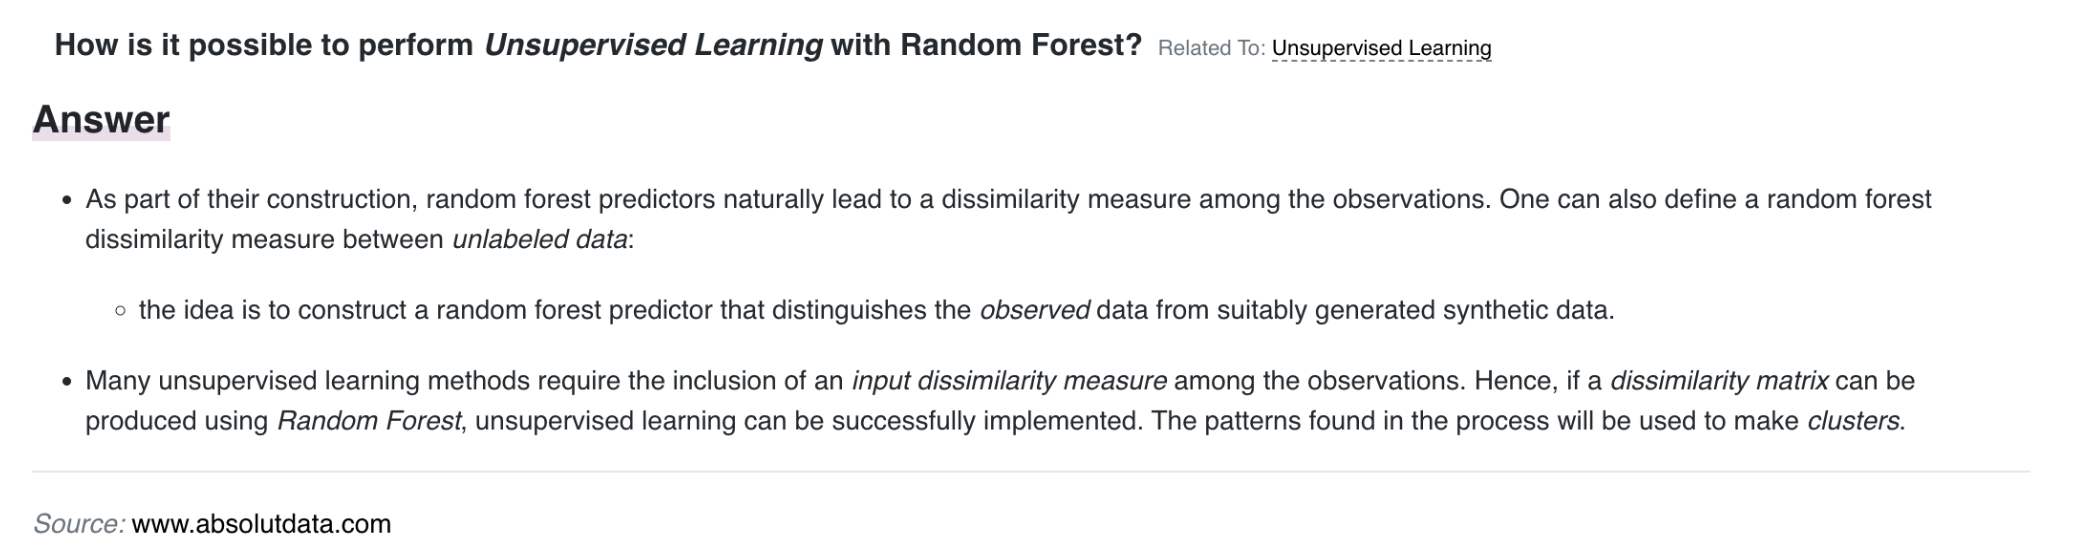 How is it possible to perform Unsupervised Learning with Random Forest? Related To: Unsupervised Learning
Answer
• As part of their construction, random forest predictors naturally lead to a dissimilarity measure among the observations. One can also define a random forest
dissimilarity measure between unlabeled data:
○ the idea is to construct a random forest predictor that distinguishes the observed data from suitably generated synthetic data.
• Many unsupervised learning methods require the inclusion of an input dissimilarity measure among the observations. Hence, if a dissimilarity matrix can be
produced using Random Forest, unsupervised learning can be successfully implemented. The patterns found in the process will be used to make clusters.
Source: www.absolutdata.com